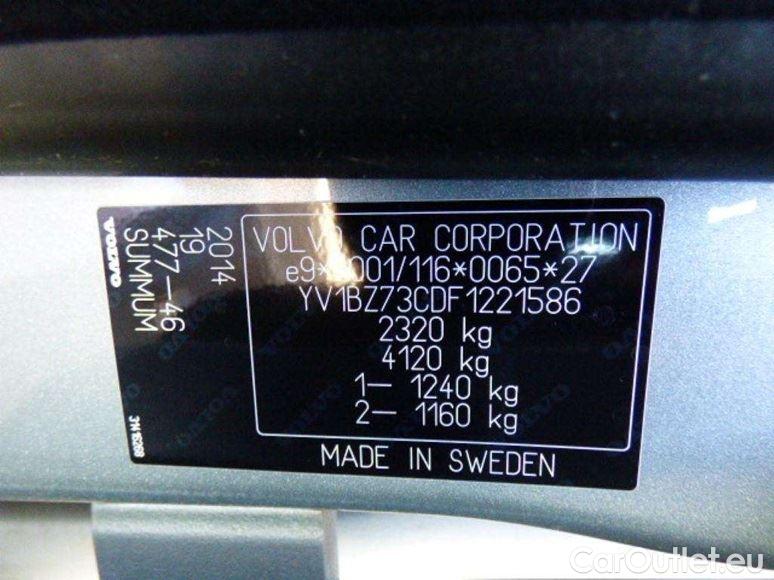 VOLVO CAR CORPORATION
e9*2001/116*0065*27
YV1BZ73CDF1221586
2320 kg
4120 kg
1– 1240 kg
2– 1160 kg
MADE IN SWEDEN
2014
19
477–46
SUMMUM
VOLVO
CarOutlet.eu